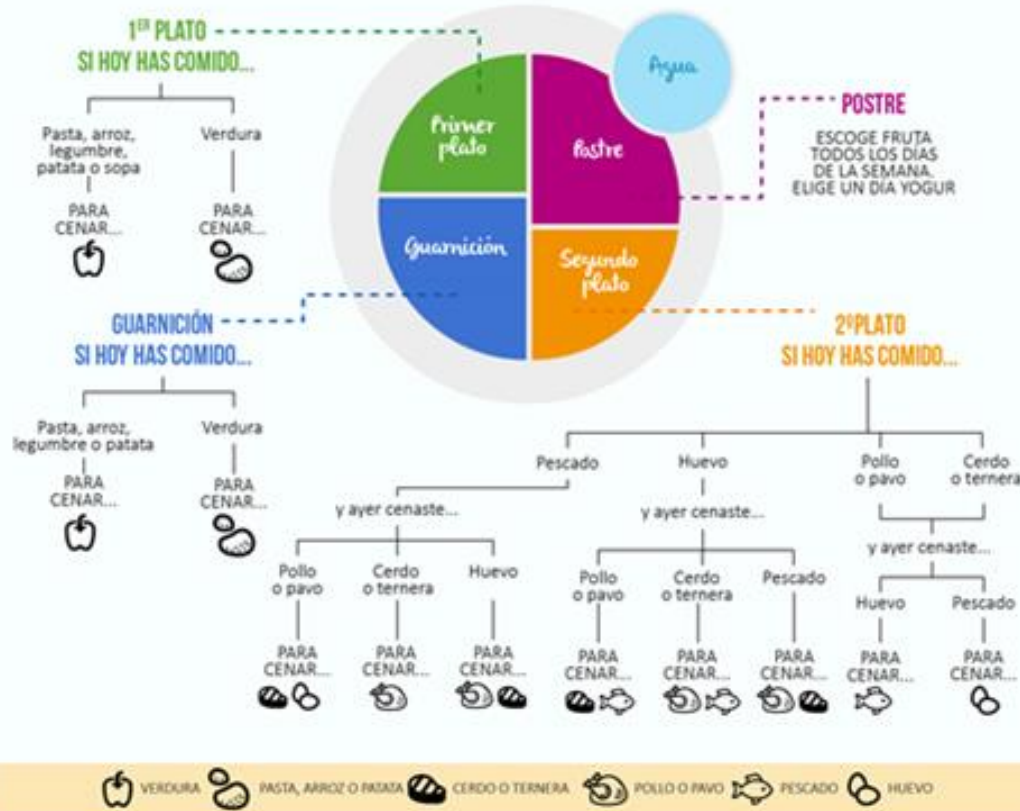 1ER PLATO
SI HOY HAS COMIDO...
Pasta, arroz,
legumbre,
patata o sopa
PARA
CENAR...
Verdura
PARA
CENAR...
Primer
plato
Postre
Agua
Guarnición
Segundo
plato
POSTRE
ESCOGE FRUTA
TODOS LOS DÍAS
DE LA SEMANA.
ELIGE UN DÍA YOGUR
GUARNICIÓN
SI HOY HAS COMIDO...
Pasta, arroz,
legumbre o patata
PARA
CENAR...
Verdura
PARA
CENAR...
2ºPLATO
SI HOY HAS COMIDO...
Pescado
y ayer cenaste...
Pollo
o pavo
PARA
CENAR...
Cerdo
o ternera
PARA
CENAR...
Huevo
PARA
CENAR...
Huevo
y ayer cenaste...
Pollo
o pavo
PARA
CENAR...
Cerdo
o ternera
PARA
CENAR...
Pescado
PARA
CENAR...
Pollo
o pavo
Cerdo
o ternera
y ayer cenaste...
Huevo
PARA
CENAR...
Pescado
PARA
CENAR...
VERDURA PASTA, ARROZ O PATATA CERDO O TERNERA POLLO O PAVO PESCADO HUEVO